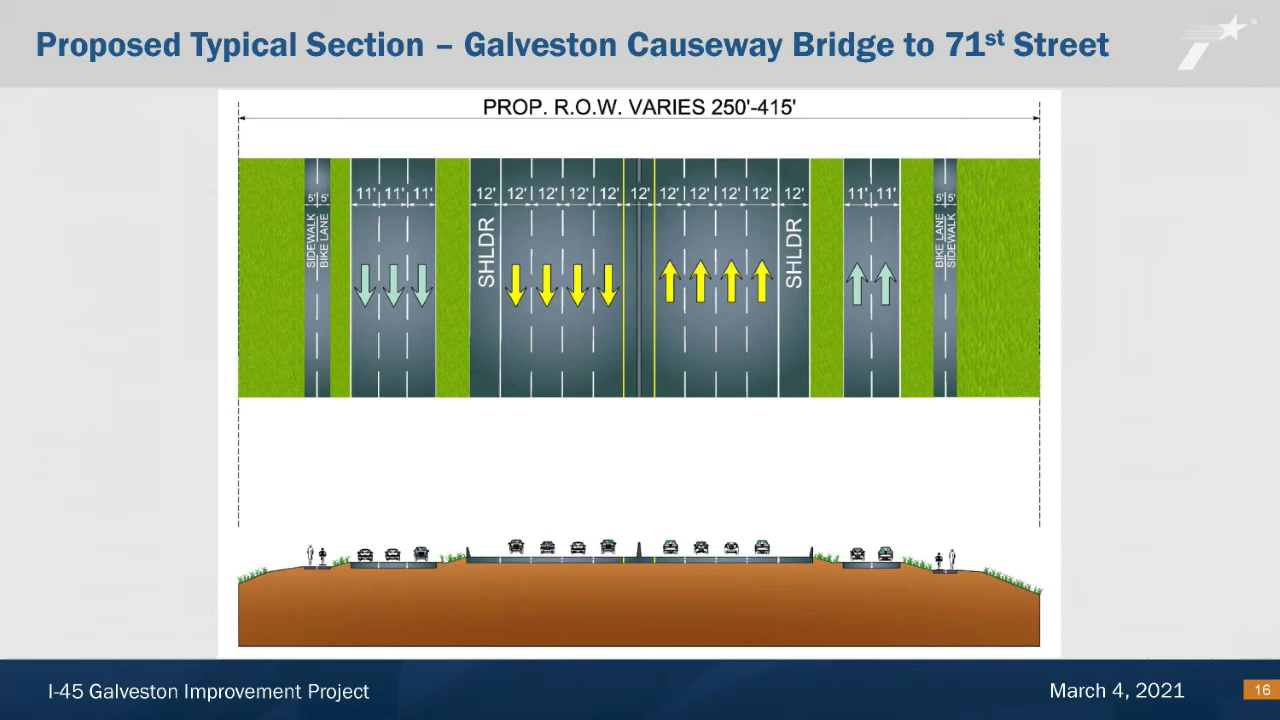 Proposed Typical Section – Galveston Causeway Bridge to 71st Street
PROP. R.O.W. VARIES 250'-415'
5' 5' 11' 11' 11' 12' 12' 12' 12' 12' 12' 12' 12' 12' 12' 12' 11' 11' 5' 5'
SIDEWALK
BIKE LANE
SHLDR
SHLDR
BIKE LANE
SIDEWALK
I-45 Galveston Improvement Project
March 4, 2021
16